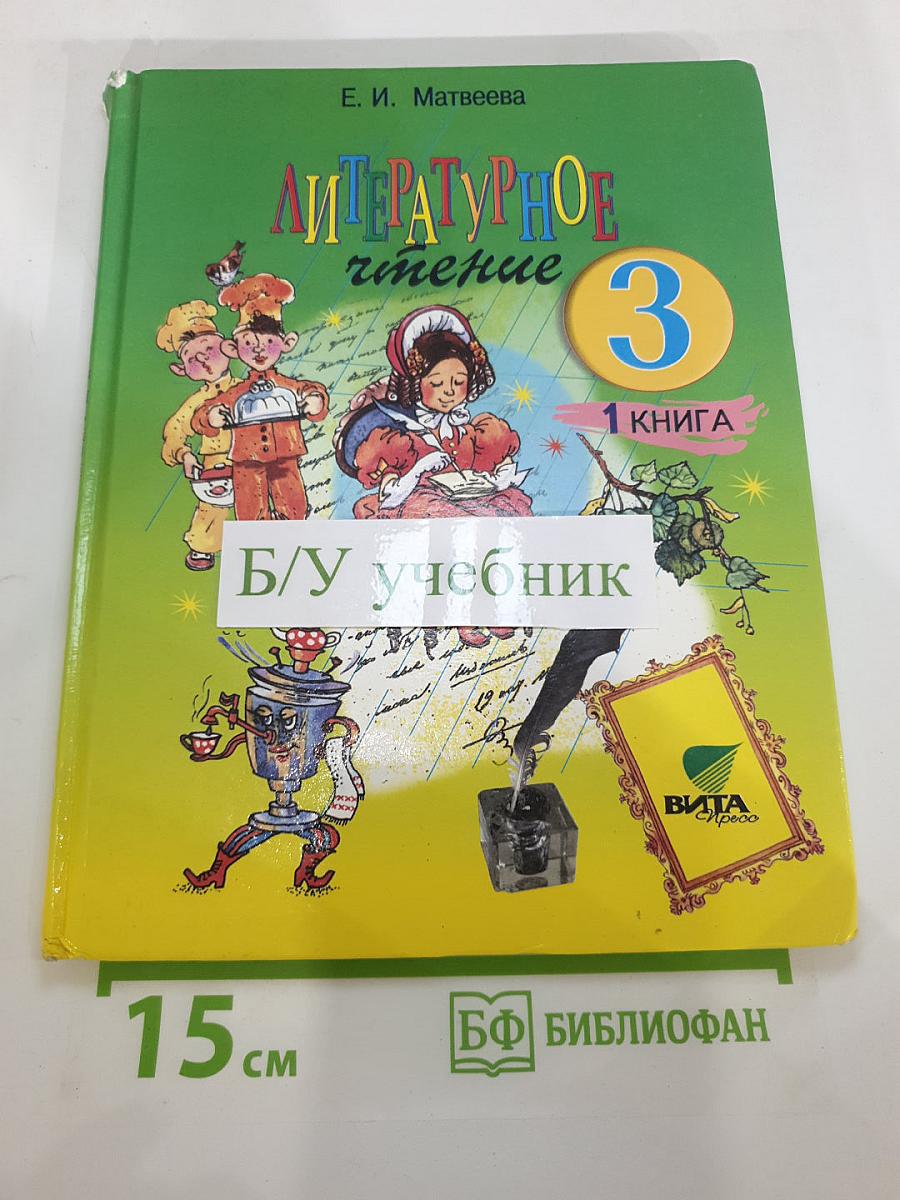 Е. И. Матвеева
ЛИТЕРАТУРНОЕ
чтение
3
1 КНИГА
Б/У учебник
ВИТА
Пресс
15 см
БФ БИБЛИОФАН